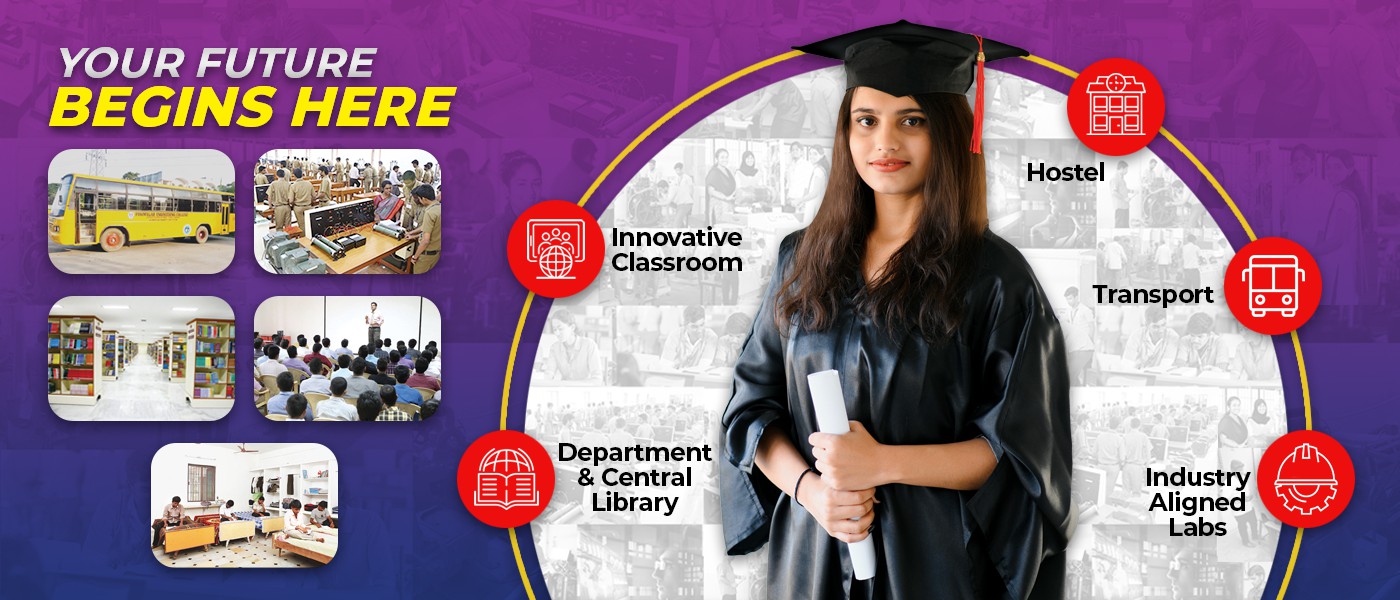 YOUR FUTURE
BEGINS HERE
Innovative
Classroom
Department
& Central
Library
Hostel
Transport
Industry
Aligned
Labs